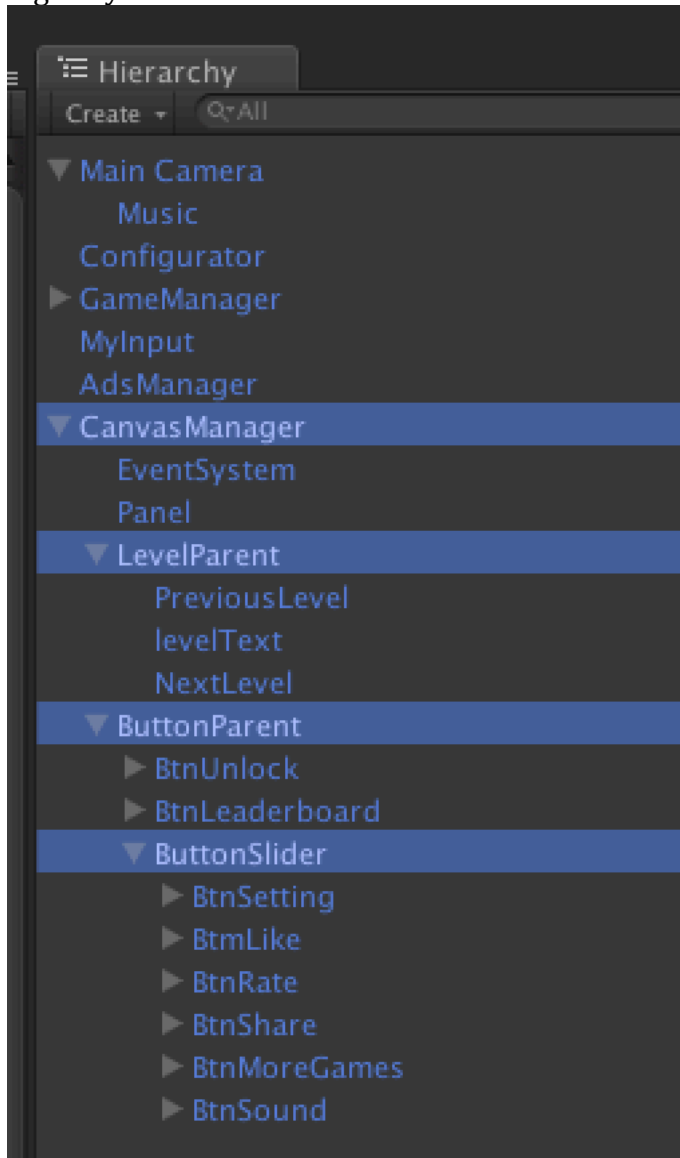 Hierarchy
Create All
Main Camera
Music
Configurator
GameManager
MyInput
AdsManager
CanvasManager
EventSystem
Panel
LevelParent
PreviousLevel
levelText
NextLevel
ButtonParent
BtnUnlock
BtnLeaderboard
ButtonSlider
BtnSetting
BtmLike
BtnRate
BtnShare
BtnMoreGames
BtnSound